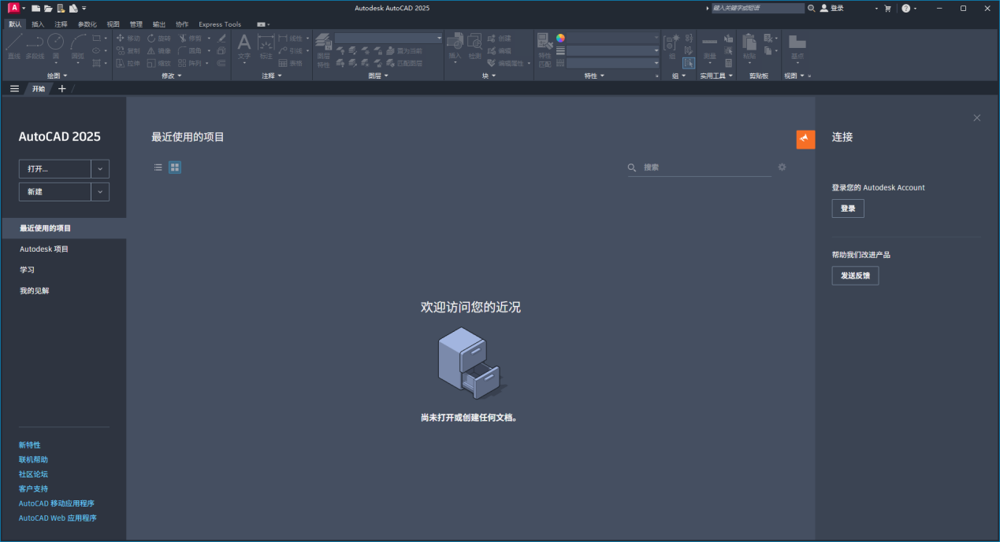 Autodesk AutoCAD 2025
键入关键字或短语
登录
默认 插入 注释 参数化 视图 管理 输出 协作 Express Tools
直线 多段线 圆 圆弧
移动 旋转 修剪
复制 镜像 圆角
拉伸 缩放 阵列
文字 标注
线性
引线
表格
图层特性
置为当前
匹配图层
插入 检测
创建
编辑
编辑属性
特性匹配
组
测量
粘贴
基点
绘图 修改 注释 图层 块 特性 组 实用工具 剪贴板 视图
开始
AutoCAD 2025
打开...
新建
最近使用的项目
Autodesk 项目
学习
我的见解
新特性
联机帮助
社区论坛
客户支持
AutoCAD 移动应用程序
AutoCAD Web 应用程序
最近使用的项目
搜索
欢迎访问您的近况
尚未打开或创建任何文档。
连接
登录您的 Autodesk Account
登录
帮助我们改进产品
发送反馈